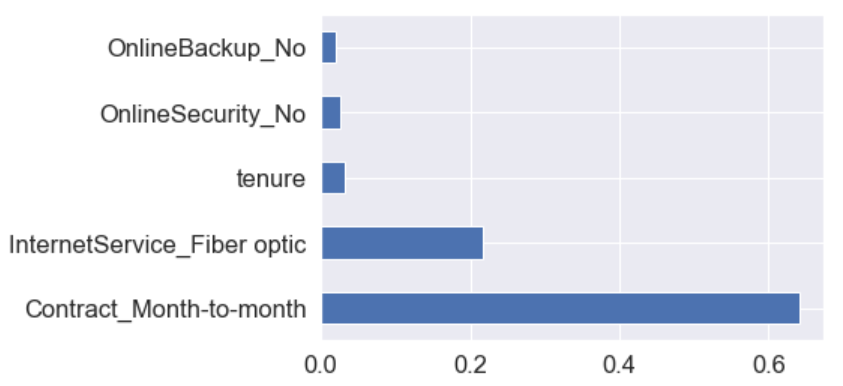 OnlineBackup_No
OnlineSecurity_No
tenure
InternetService_Fiber optic
Contract_Month-to-month
0.0 0.2 0.4 0.6